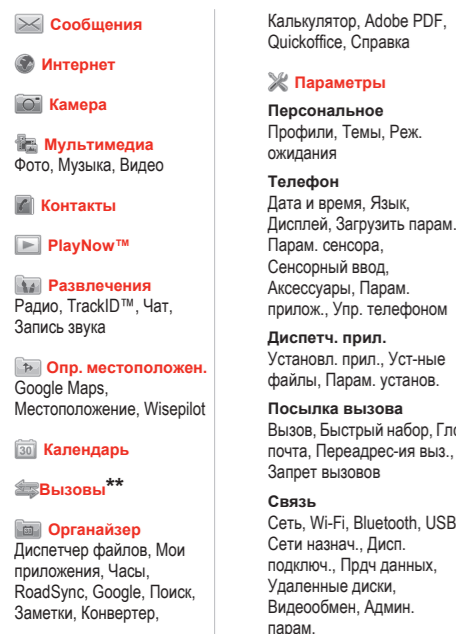 Сообщения
Интернет
Камера
Мультимедиа
Фото, Музыка, Видео
Контакты
PlayNow™
Развлечения
Радио, TrackID™, Чат,
Запись звука
Опр. местоположен.
Google Maps,
Местоположение, Wisepilot
30 Календарь
Вызовы**
Органайзер
Диспетчер файлов, Мои
приложения, Часы,
RoadSync, Google, Поиск,
Заметки, Конвертер,
Калькулятор, Adobe PDF,
Quickoffice, Справка
Параметры
Персональное
Профили, Темы, Реж.
ожидания
Телефон
Дата и время, Язык,
Дисплей, Загрузить парам.
Парам. сенсора,
Сенсорный ввод,
Аксессуары, Парам.
прилож., Упр. телефоном
Диспетч. прил.
Установл. прил., Уст-ные
файлы, Парам. установ.
Посылка вызова
Вызов, Быстрый набор,
почта, Переадрес-ия выз.,
Запрет вызовов
Связь
Сеть, Wi-Fi, Bluetooth, USB
Сети назнач., Дисп.
подключ., Прдч данных,
Удаленные диски,
Видеообмен, Админ.
парам.